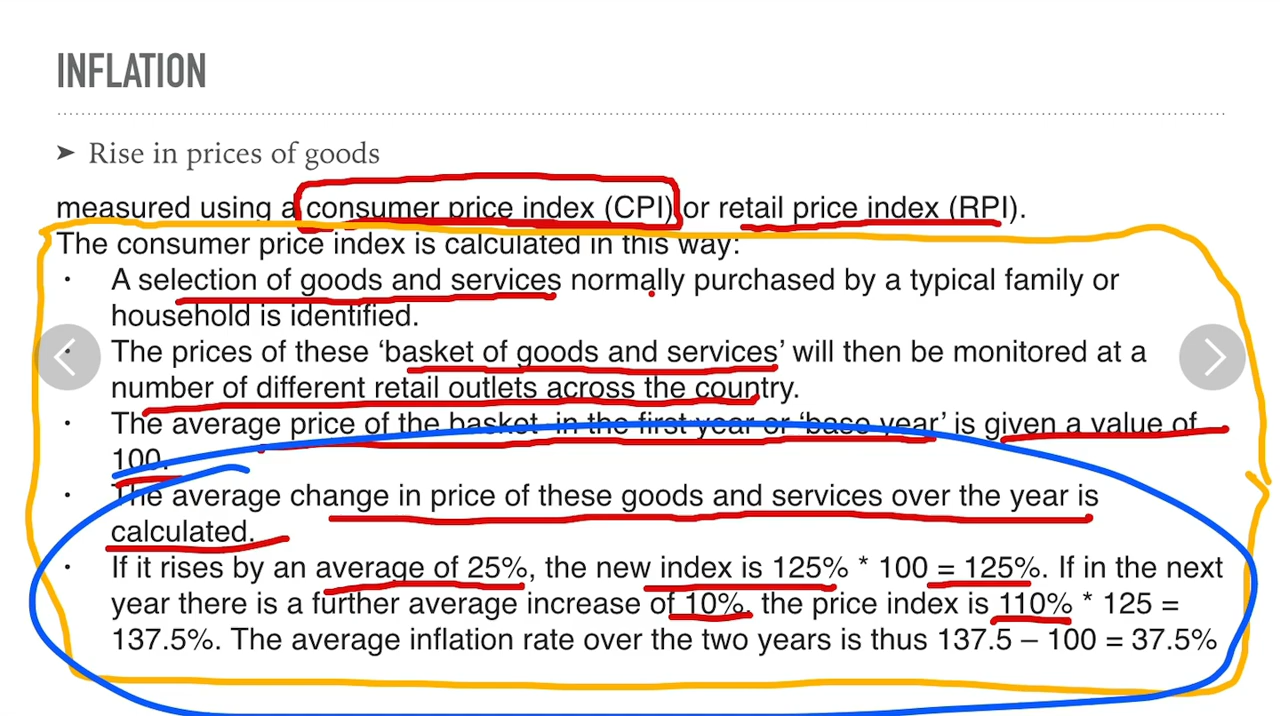 INFLATION
➤ Rise in prices of goods
measured using a consumer price index (CPI) or retail price index (RPI).
The consumer price index is calculated in this way:
• A selection of goods and services normally purchased by a typical family or
household is identified.
• The prices of these ‘basket of goods and services’ will then be monitored at a
number of different retail outlets across the country.
• The average price of the basket in the first year or ‘base year’ is given a value of
100.
• The average change in price of these goods and services over the year is
calculated.
• If it rises by an average of 25%, the new index is 125% * 100 = 125%. If in the next
year there is a further average increase of 10%, the price index is 110% * 125 =
137.5%. The average inflation rate over the two years is thus 137.5 – 100 = 37.5%